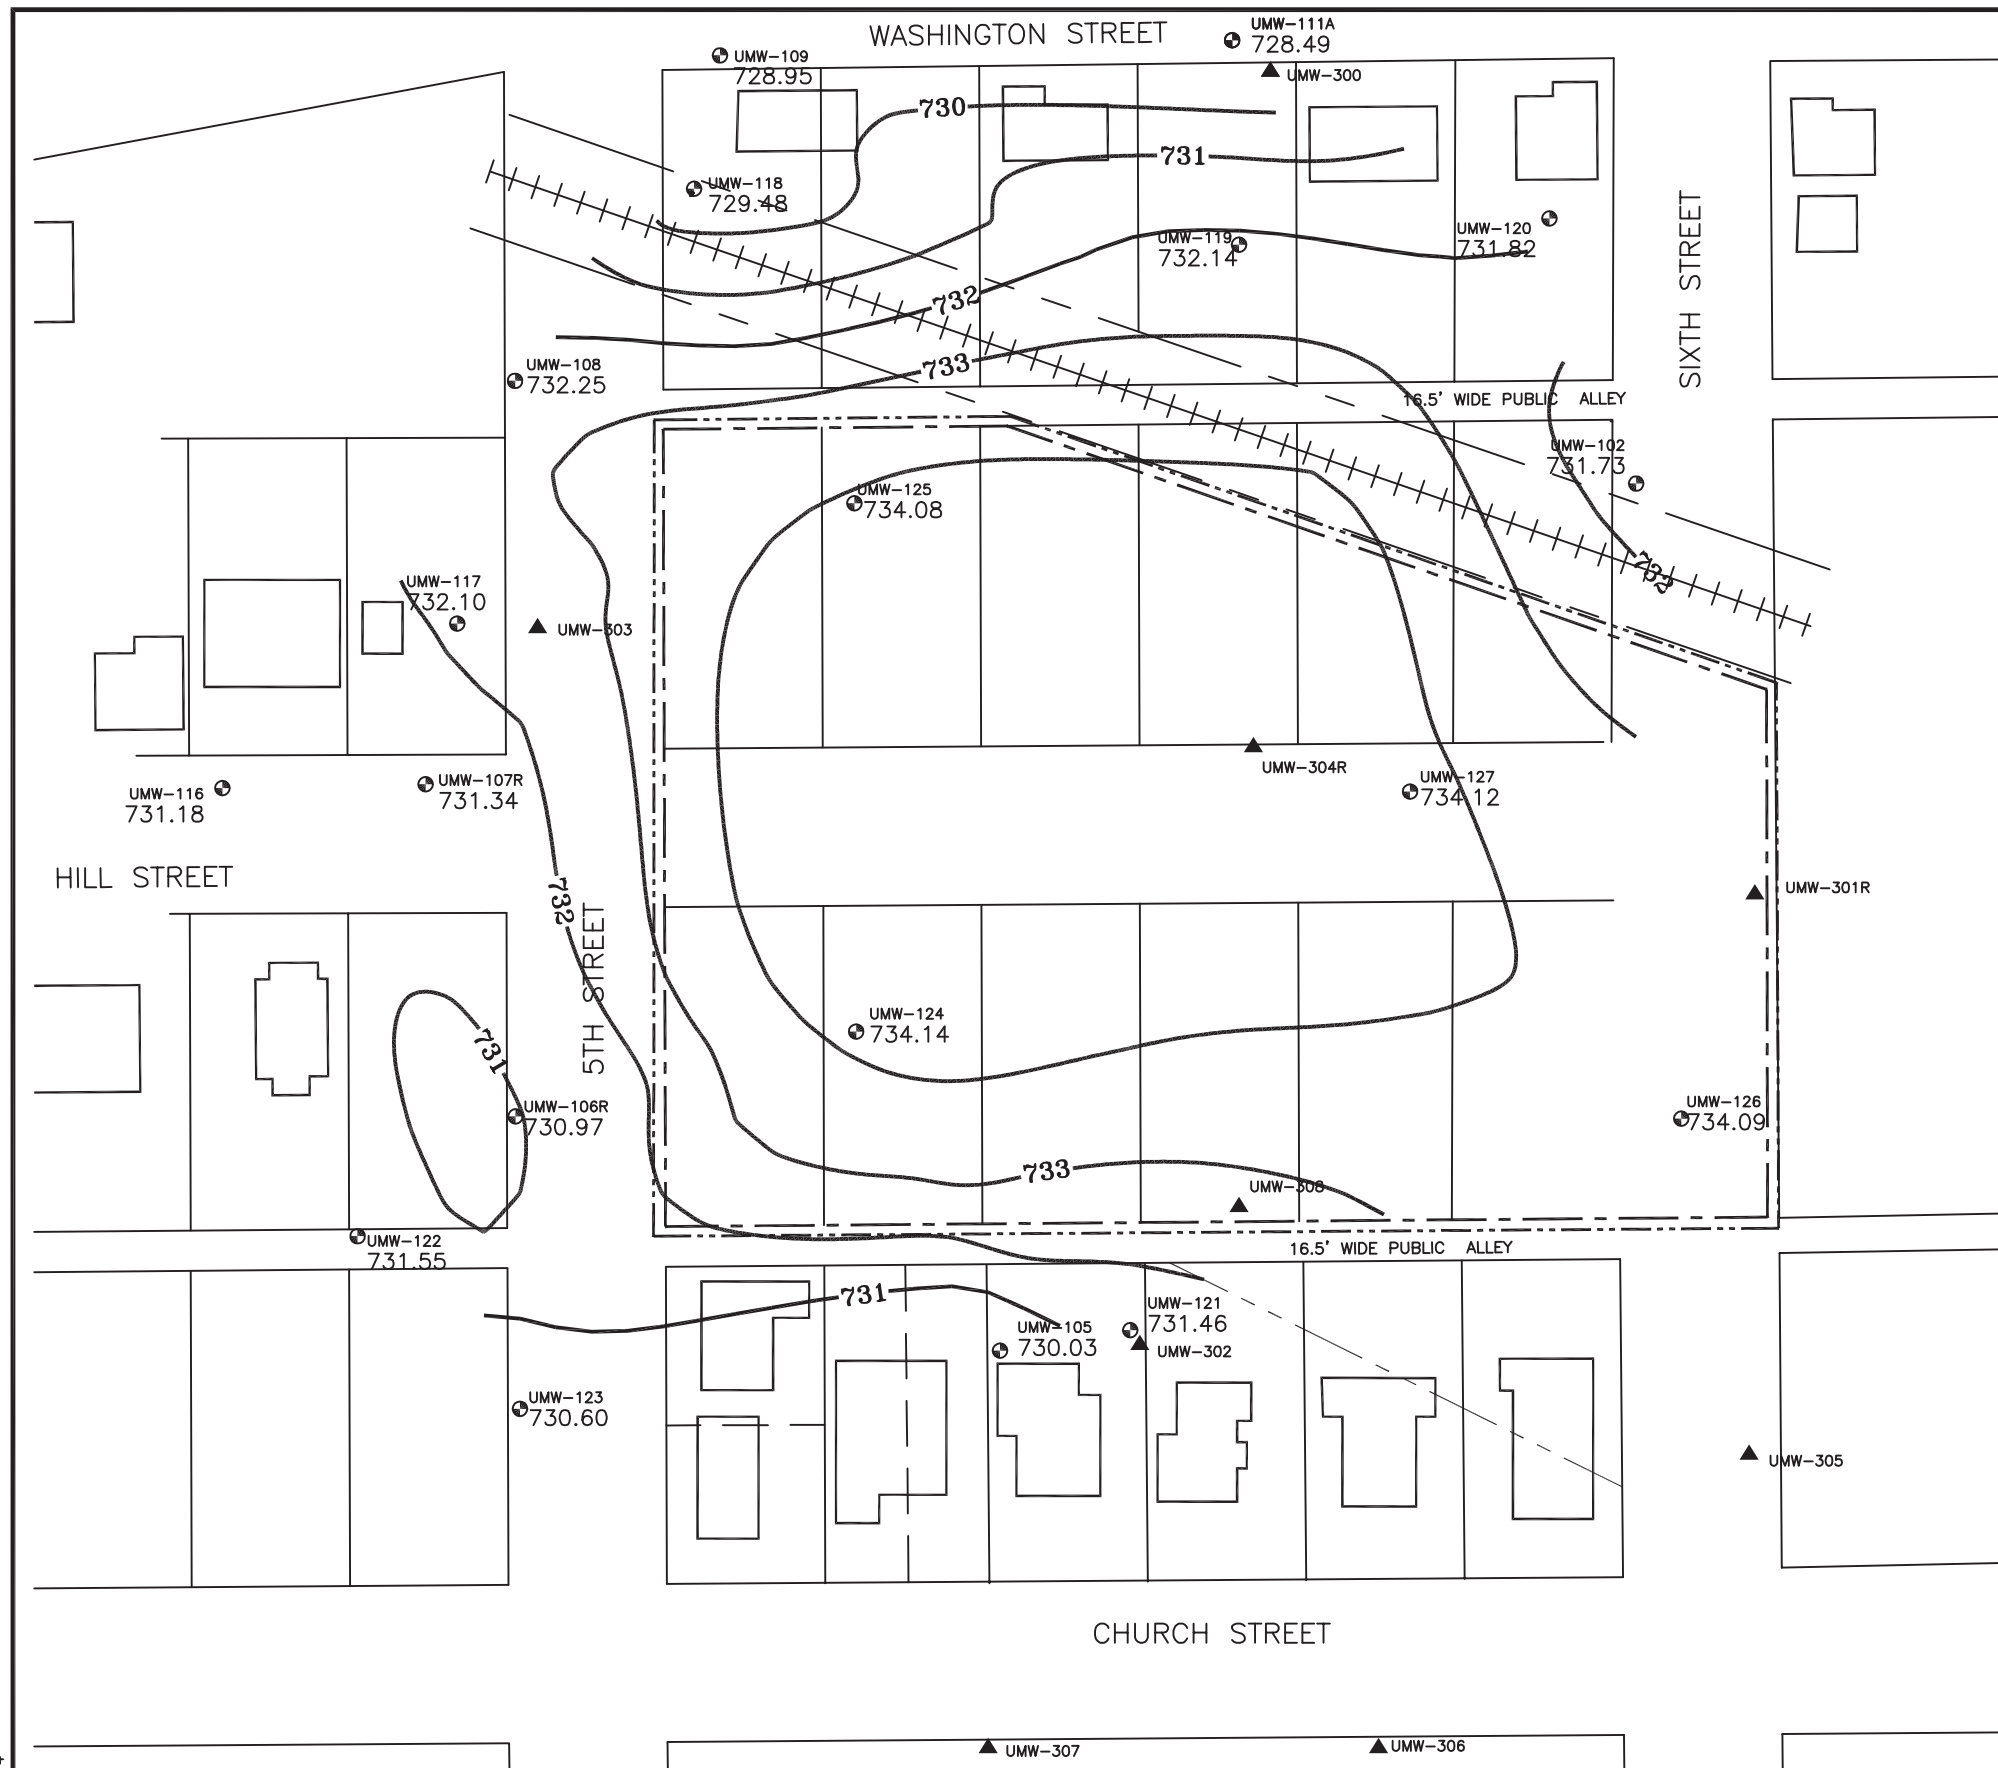 WASHINGTON STREET
UMW-111A
728.49
UMW-109
728.95
UMW-300
730
731
UMW-118
729.48
UMW-119
732.14
UMW-120
731.82
SIXTH STREET
732
733
UMW-108
732.25
16.5' WIDE PUBLIC ALLEY
UMW-102
731.73
UMW-125
734.08
732
UMW-117
732.10
UMW-303
UMW-304R
UMW-127
734.12
UMW-116
731.18
UMW-107R
731.34
HILL STREET
732
5TH STREET
UMW-301R
UMW-124
734.14
731
UMW-106R
730.97
UMW-126
734.09
733
UMW-308
UMW-122
731.55
16.5' WIDE PUBLIC ALLEY
731
UMW-121
731.46
UMW-105
730.03
UMW-302
UMW-123
730.60
UMW-305
CHURCH STREET
UMW-307
UMW-306